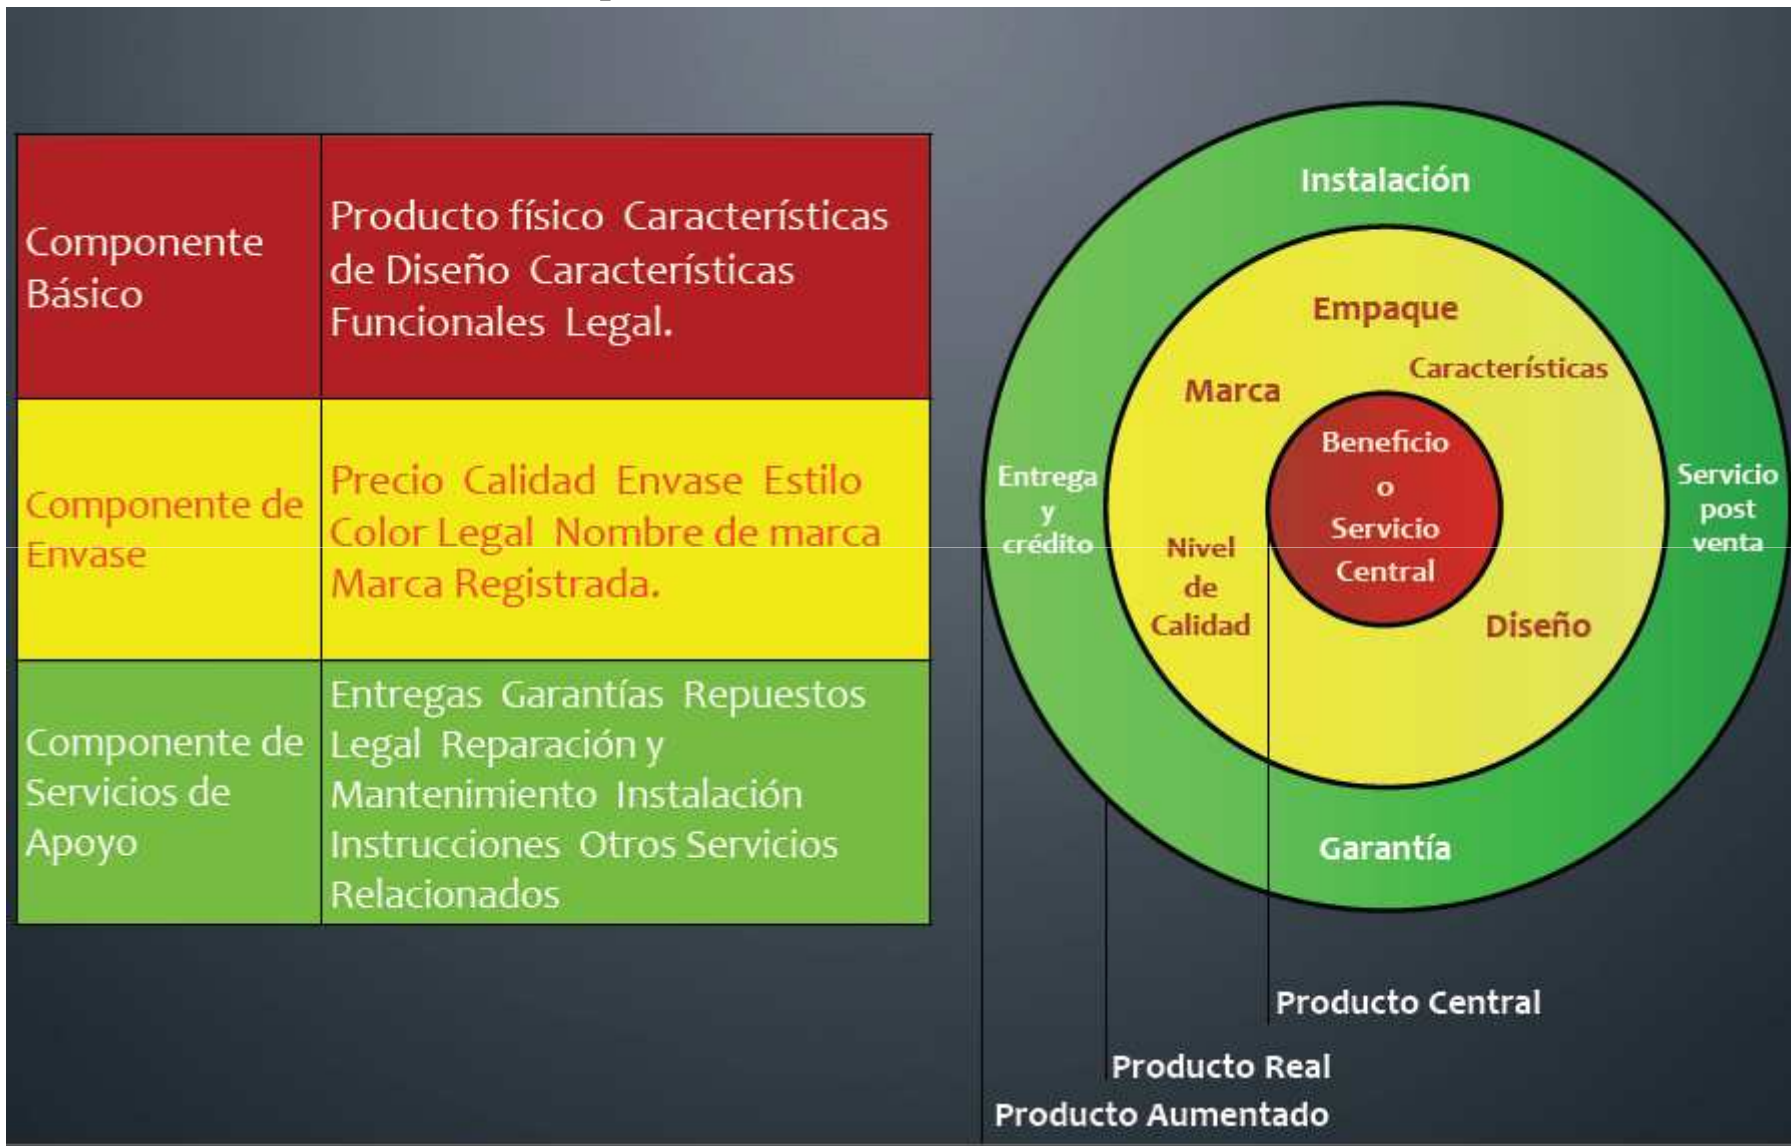 Componente
Básico
Producto físico Características
de Diseño Características
Funcionales Legal.
Componente de
Envase
Precio Calidad Envase Estilo
Color Legal Nombre de marca
Marca Registrada.
Componente de
Servicios de
Apoyo
Entregas Garantías Repuestos
Legal Reparación y
Mantenimiento Instalación
Instrucciones Otros Servicios
Relacionados
Instalación
Empaque
Características
Marca
Beneficio
o
Servicio
Central
Entrega
y
crédito
Servicio
post
venta
Nivel
de
Calidad
Diseño
Garantía
Producto Central
Producto Real
Producto Aumentado